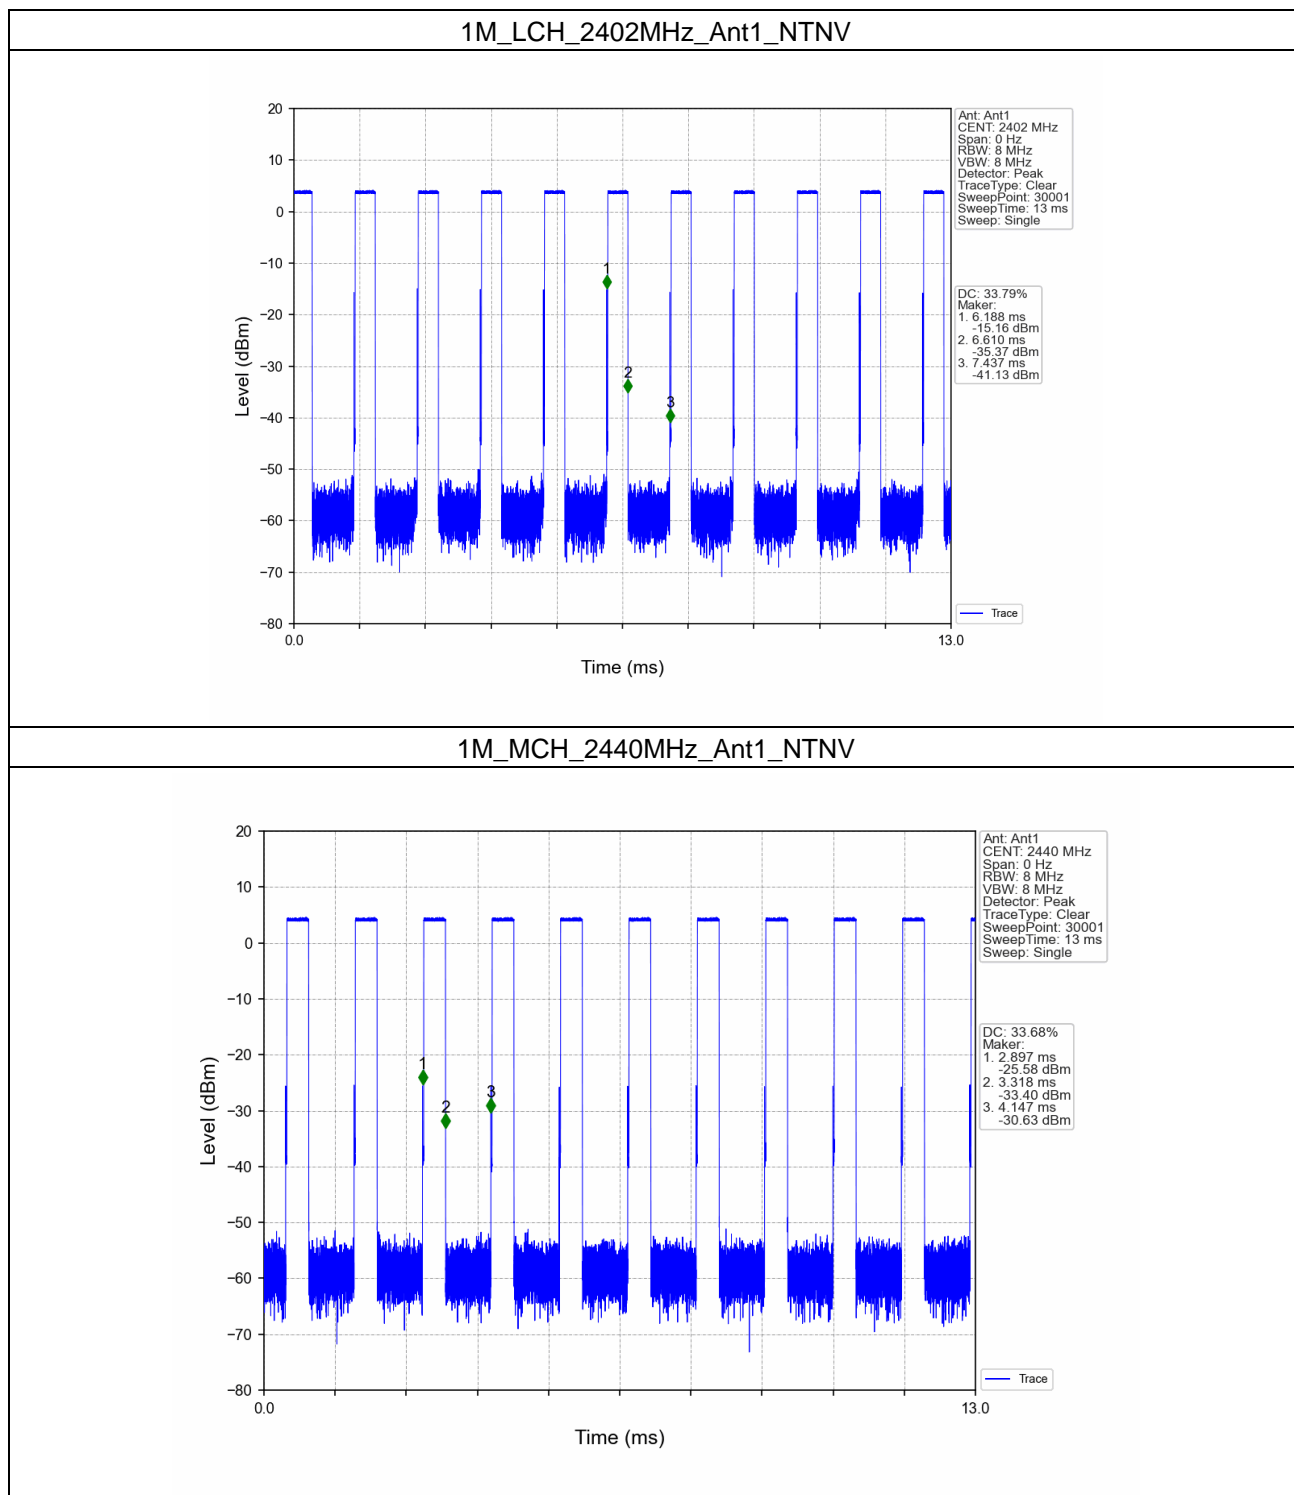 1M_LCH_2402MHz_Ant1_NTNV
20
10
0
−10
−20
−30
−40
−50
−60
−70
−80
Level (dBm)
1
2
3
0.0
13.0
Time (ms)
Ant: Ant1
CENT: 2402 MHz
Span: 0 Hz
RBW: 8 MHz
VBW: 8 MHz
Detector: Peak
TraceType: Clear
SweepPoint: 30001
SweepTime: 13 ms
Sweep: Single
DC: 33.79%
Maker:
1. 6.188 ms
-15.16 dBm
2. 6.610 ms
-35.37 dBm
3. 7.437 ms
-41.13 dBm
Trace
1M_MCH_2440MHz_Ant1_NTNV
20
10
0
−10
−20
−30
−40
−50
−60
−70
−80
Level (dBm)
1
2
3
0.0
13.0
Time (ms)
Ant: Ant1
CENT: 2440 MHz
Span: 0 Hz
RBW: 8 MHz
VBW: 8 MHz
Detector: Peak
TraceType: Clear
SweepPoint: 30001
SweepTime: 13 ms
Sweep: Single
DC: 33.68%
Maker:
1. 2.897 ms
-25.58 dBm
2. 3.318 ms
-33.40 dBm
3. 4.147 ms
-30.63 dBm
Trace